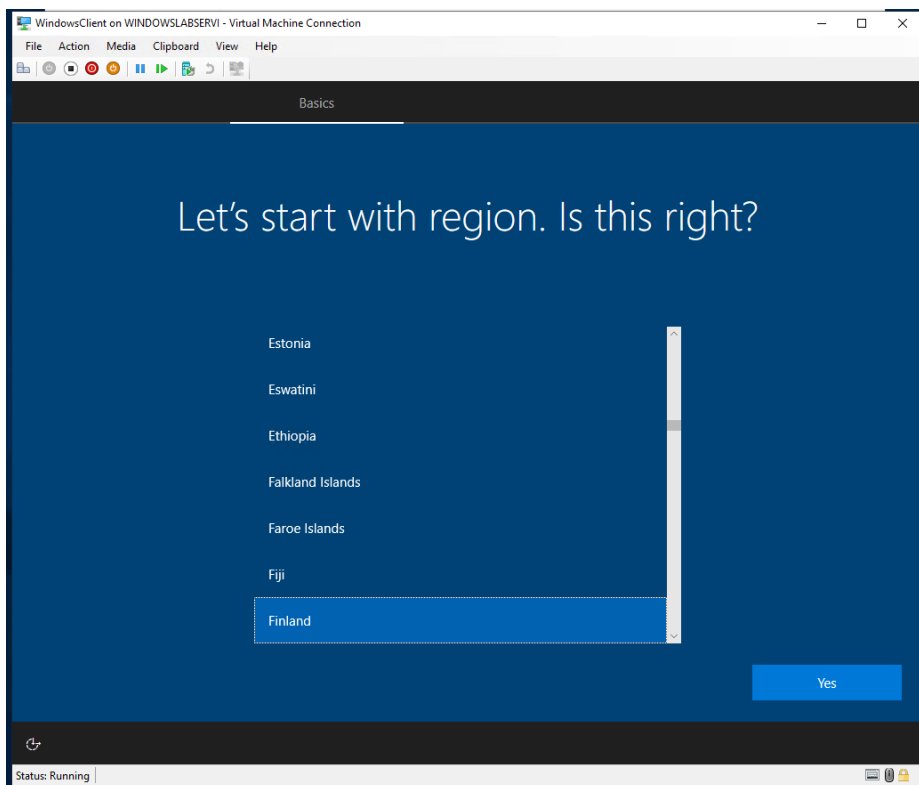 WindowsClient on WINDOWSLABSERVI - Virtual Machine Connection
File Action Media Clipboard View Help
Basics
Let's start with region. Is this right?
Estonia
Eswatini
Ethiopia
Falkland Islands
Faroe Islands
Fiji
Finland
Yes
Status: Running